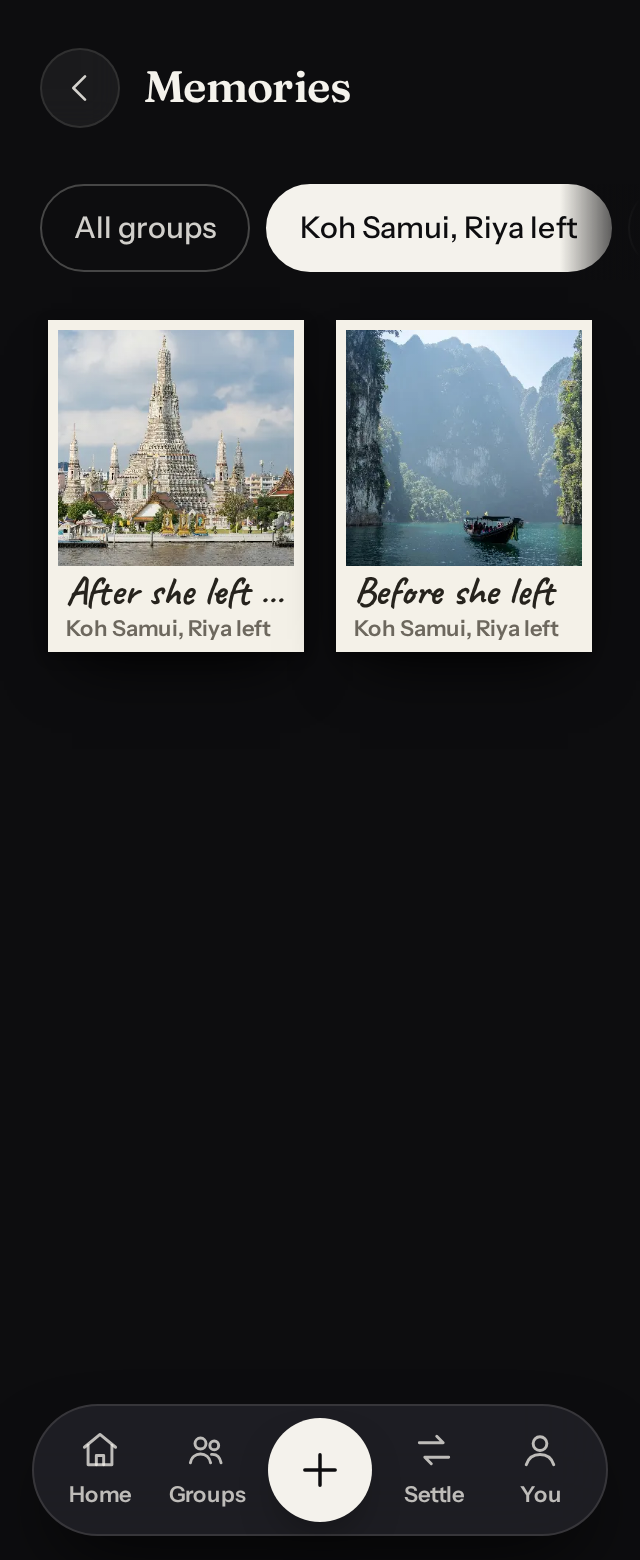 Memories
All groups
Koh Samui, Riya left
After she left ...
Koh Samui, Riya left
Before she left
Koh Samui, Riya left
Home
Groups
Settle
You